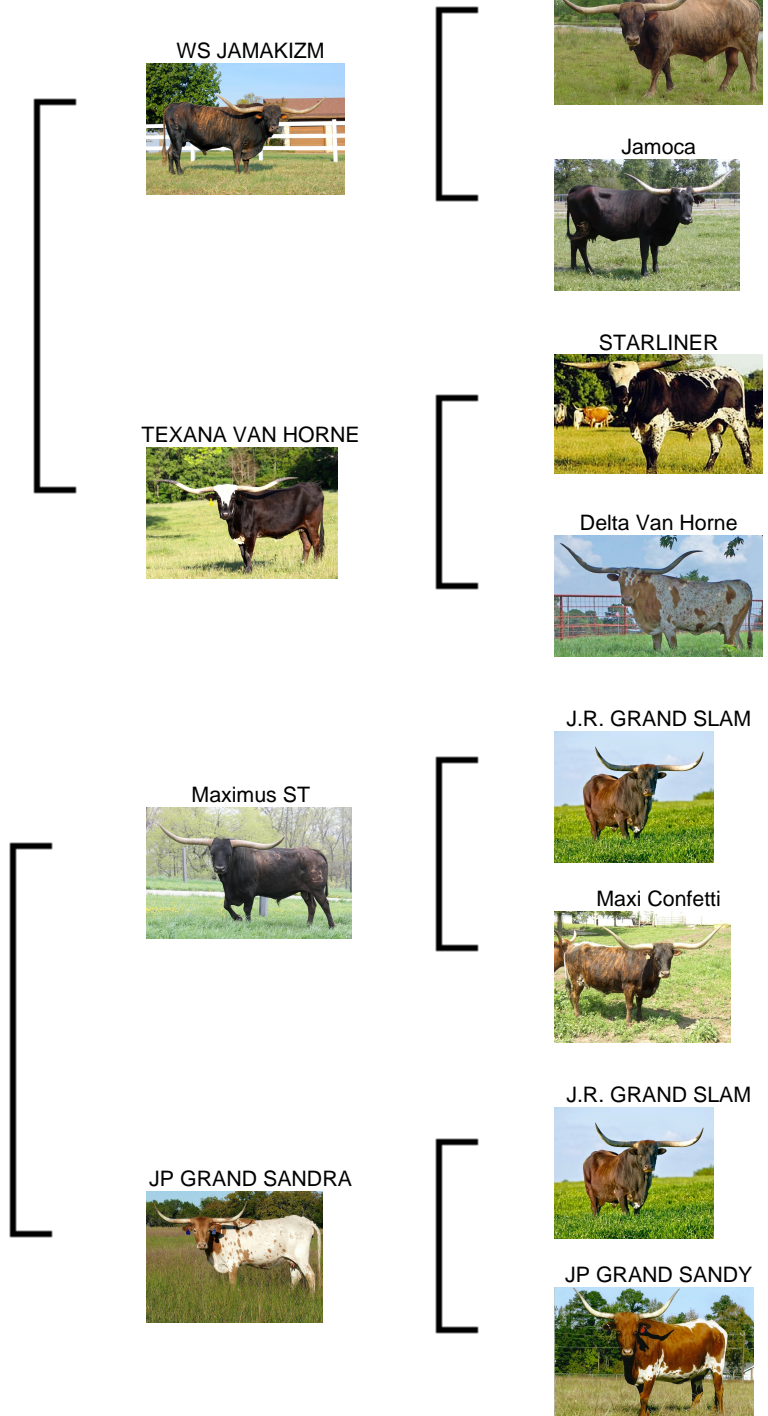 WS JAMAKIZM
Jamoca
STARLINER
TEXANA VAN HORNE
Delta Van Horne
J.R. GRAND SLAM
Maximus ST
Maxi Confetti
J.R. GRAND SLAM
JP GRAND SANDRA
JP GRAND SANDY